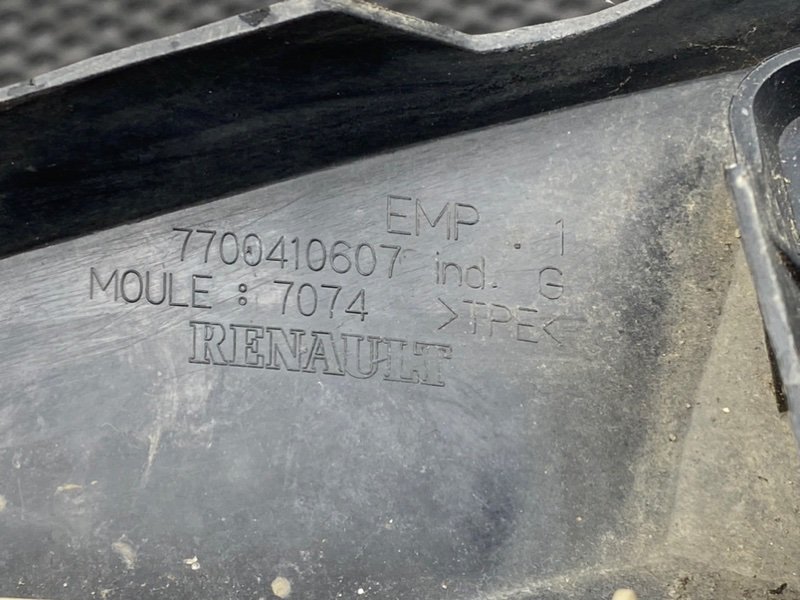 EMP . 1
7700410607 ind. G
MOULE : 7074 >TPE<
RENAULT